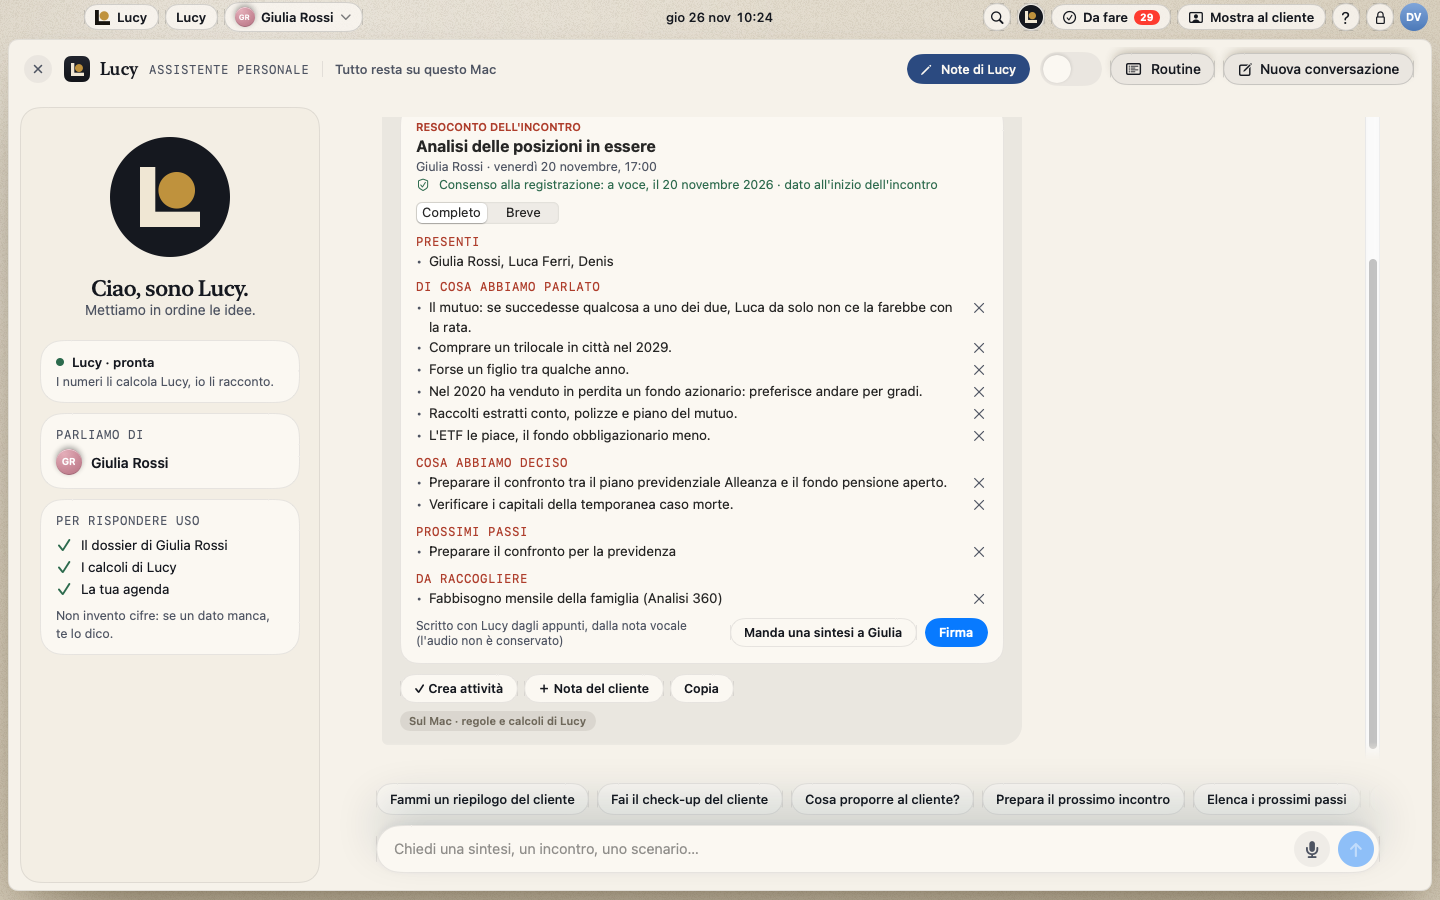 Lucy
Lucy
GR Giulia Rossi
gio 26 nov 10:24
Da fare 29
Mostra al cliente
?
DV
Lucy ASSISTENTE PERSONALE
Tutto resta su questo Mac
Note di Lucy
Routine
Nuova conversazione
Ciao, sono Lucy.
Mettiamo in ordine le idee.
Lucy · pronta
I numeri li calcola Lucy, io li racconto.
PARLIAMO DI
GR Giulia Rossi
PER RISPONDERE USO
Il dossier di Giulia Rossi
I calcoli di Lucy
La tua agenda
Non invento cifre: se un dato manca,
te lo dico.
RESOCONTO DELL'INCONTRO
Analisi delle posizioni in essere
Giulia Rossi · venerdì 20 novembre, 17:00
Consenso alla registrazione: a voce, il 20 novembre 2026 · dato all'inizio dell'incontro
Completo Breve
PRESENTI
• Giulia Rossi, Luca Ferri, Denis
DI COSA ABBIAMO PARLATO
• Il mutuo: se succedesse qualcosa a uno dei due, Luca da solo non ce la farebbe con
la rata.
• Comprare un trilocale in città nel 2029.
• Forse un figlio tra qualche anno.
• Nel 2020 ha venduto in perdita un fondo azionario: preferisce andare per gradi.
• Raccolti estratti conto, polizze e piano del mutuo.
• L'ETF le piace, il fondo obbligazionario meno.
COSA ABBIAMO DECISO
• Preparare il confronto tra il piano previdenziale Alleanza e il fondo pensione aperto.
• Verificare i capitali della temporanea caso morte.
PROSSIMI PASSI
• Preparare il confronto per la previdenza
DA RACCOGLIERE
• Fabbisogno mensile della famiglia (Analisi 360)
Scritto con Lucy dagli appunti, dalla nota vocale
(l'audio non è conservato)
Manda una sintesi a Giulia
Firma
Crea attività
+ Nota del cliente
Copia
Sul Mac · regole e calcoli di Lucy
Fammi un riepilogo del cliente
Fai il check-up del cliente
Cosa proporre al cliente?
Prepara il prossimo incontro
Elenca i prossimi passi
Chiedi una sintesi, un incontro, uno scenario...